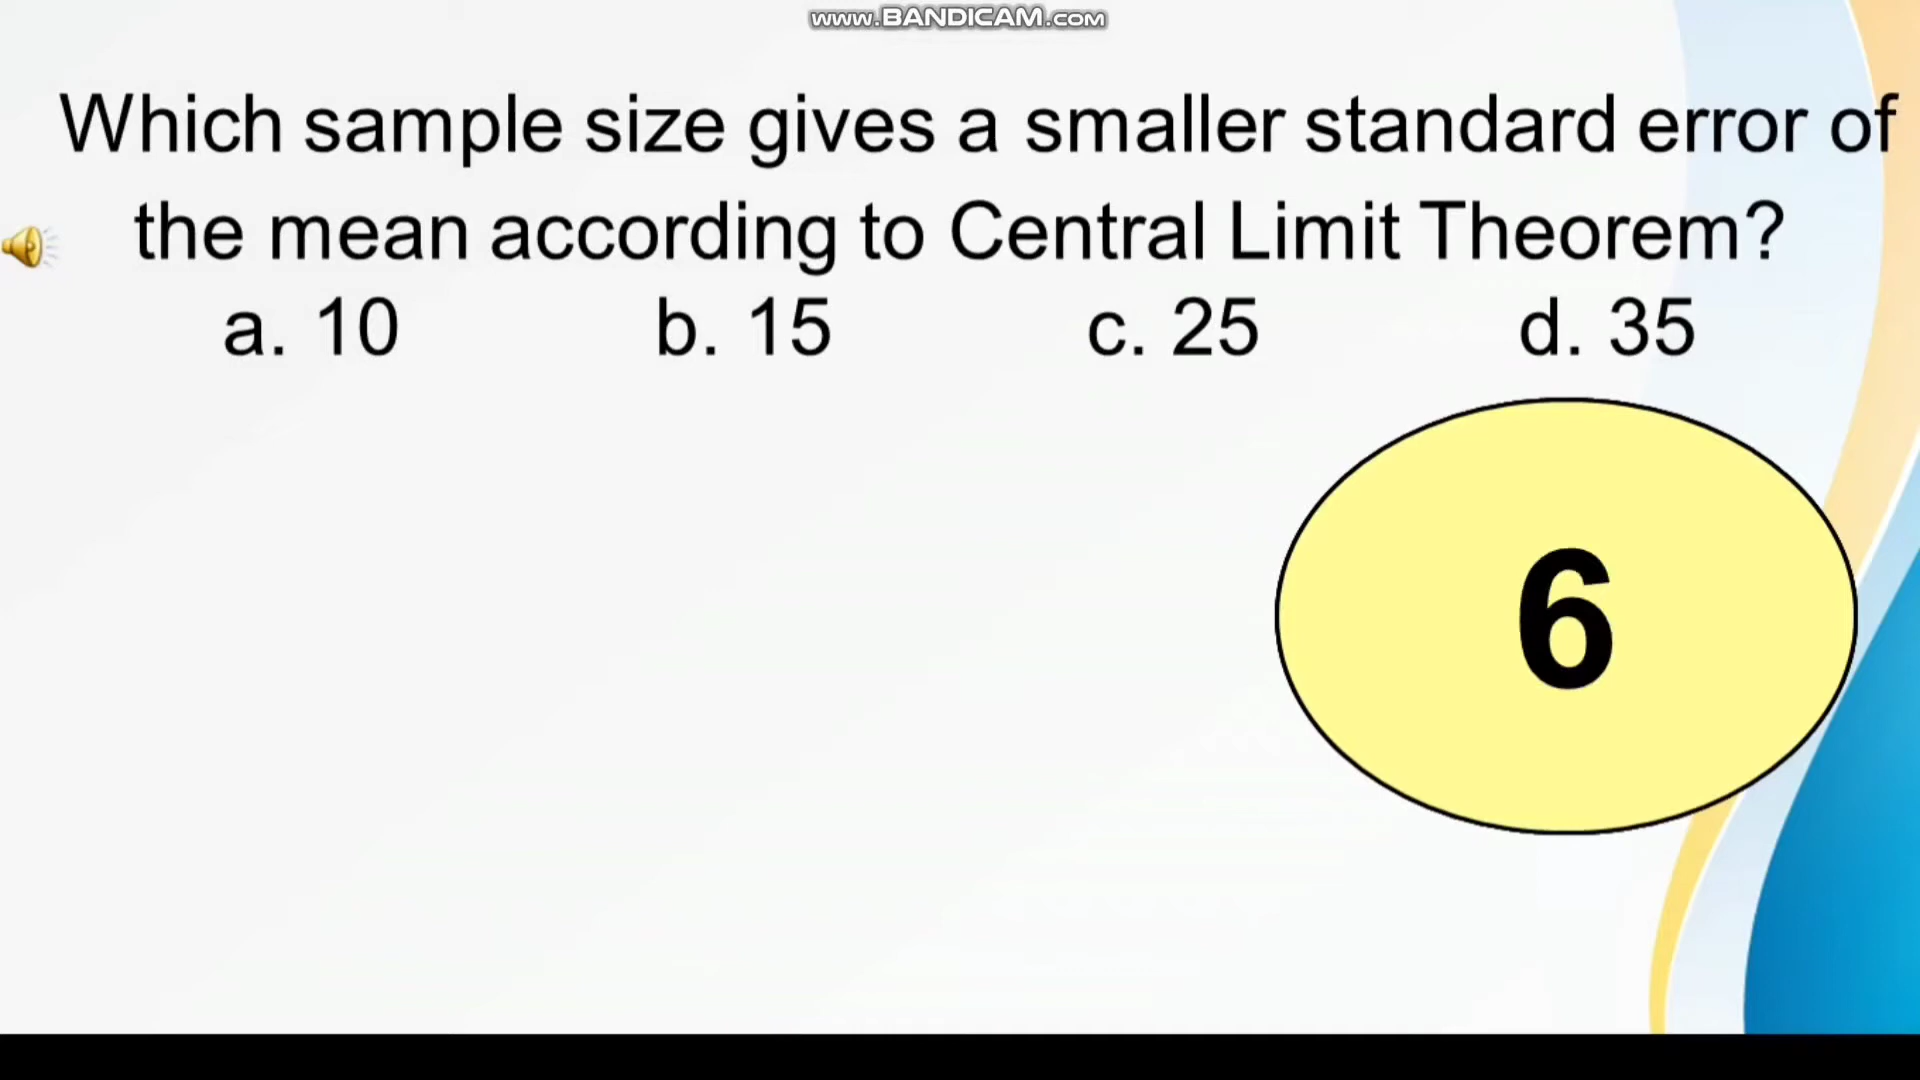 www.BANDICAM.com
Which sample size gives a smaller standard error of
the mean according to Central Limit Theorem?
a. 10 b. 15 c. 25 d. 35
6